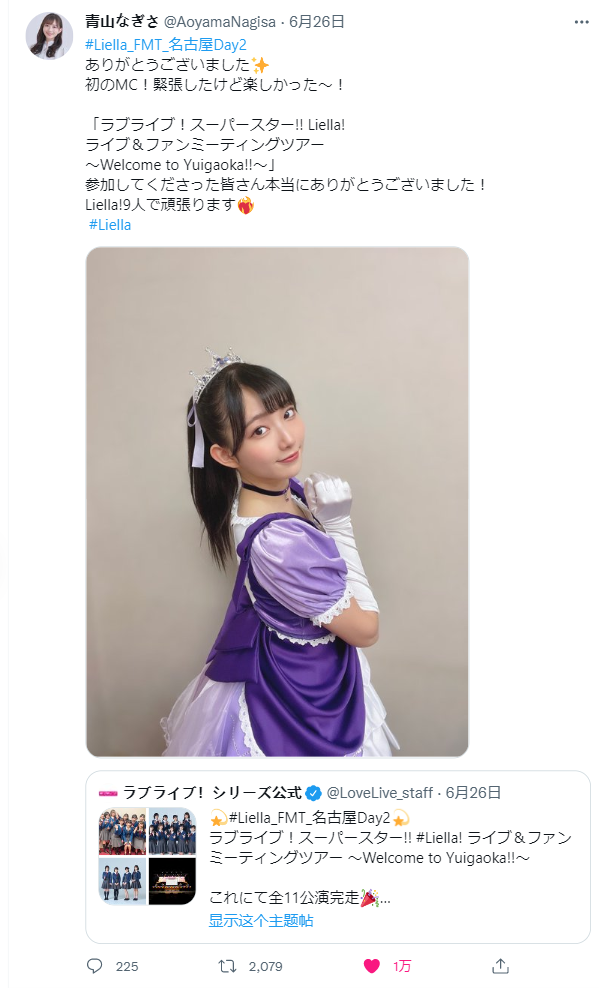 青山なぎさ @AoyamaNagisa · 6月26日
#Liella_FMT_名古屋Day2
ありがとうございました✨
初のMC！緊張したけど楽しかった〜！
「ラブライブ！スーパースター!! Liella!
ライブ＆ファンミーティングツアー
〜Welcome to Yuigaoka!!〜」
参加してくださった皆さん本当にありがとうございました！
Liella!9人で頑張ります❤️‍🔥
#Liella
ラブライブ！シリーズ公式 @LoveLive_staff · 6月26日
💫#Liella_FMT_名古屋Day2💫
ラブライブ！スーパースター!! #Liella! ライブ＆ファン
ミーティングツアー 〜Welcome to Yuigaoka!!〜
これにて全11公演完走🎉...
显示这个主题帖
225 2,079 1万